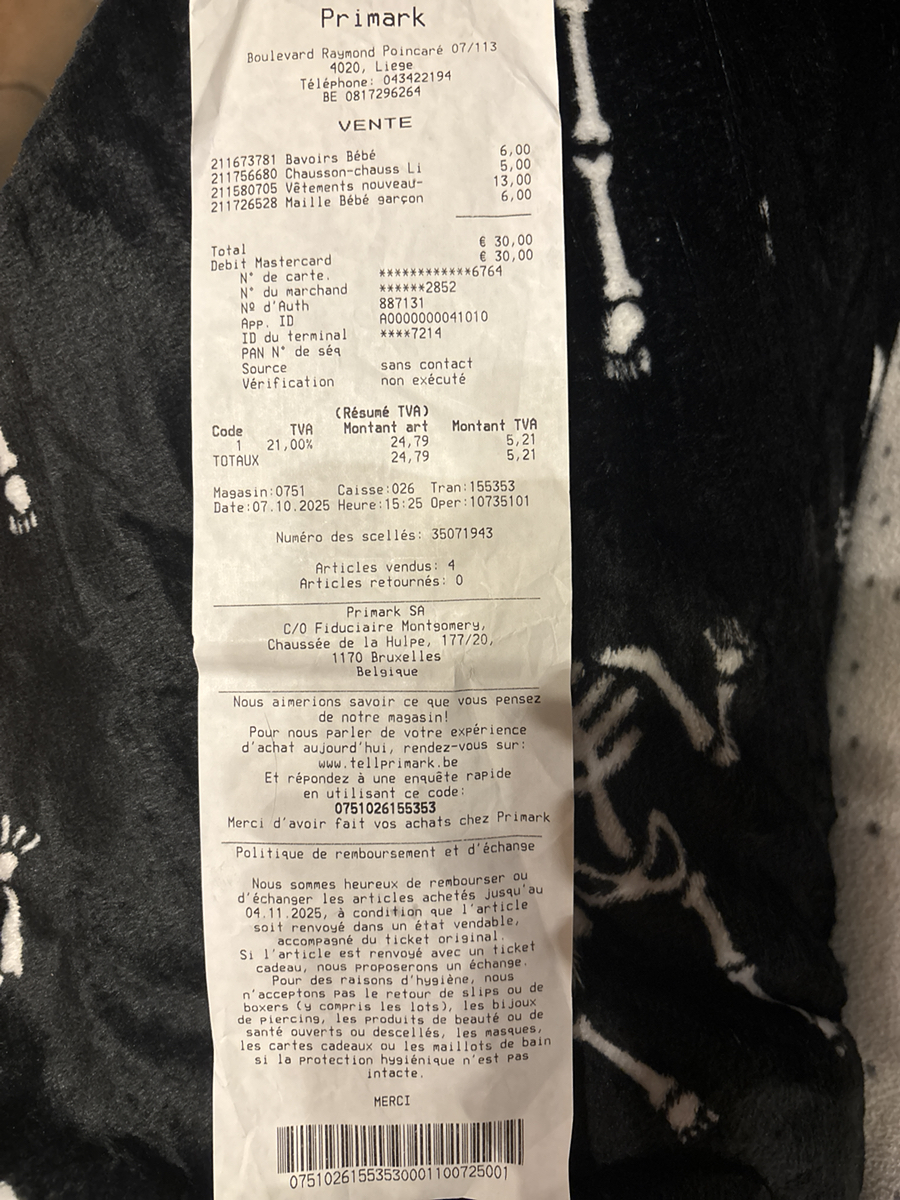 Primark
Boulevard Raymond Poincaré 07/113
4020, Liege
Téléphone: 043422194
BE 0817296264
VENTE
211673781 Bavoirs Bébé 6,00
211756680 Chausson-chauss Li 5,00
211580705 Vêtements nouveau- 13,00
211726528 Maille Bébé garçon 6,00
Total € 30,00
Debit Mastercard € 30,00
N° de carte. ************6764
N° du marchand ******2852
Nº d'Auth 887131
App. ID A0000000041010
ID du terminal ****7214
PAN N° de séq
Source sans contact
Vérification non exécuté
(Résumé TVA)
Code TVA Montant art Montant TVA
1 21,00% 24,79 5,21
TOTAUX 24,79 5,21
Magasin:0751 Caisse:026 Tran:155353
Date:07.10.2025 Heure:15:25 Oper:10735101
Numéro des scellés: 35071943
Articles vendus: 4
Articles retournés: 0
Primark SA
C/O Fiduciaire Montgomery,
Chaussée de la Hulpe, 177/20,
1170 Bruxelles
Belgique
Nous aimerions savoir ce que vous pensez
de notre magasin!
Pour nous parler de votre expérience
d'achat aujourd'hui, rendez-vous sur:
www.tellprimark.be
Et répondez à une enquête rapide
en utilisant ce code:
0751026155353
Merci d'avoir fait vos achats chez Primark
Politique de remboursement et d'échange
Nous sommes heureux de rembourser ou
d'échanger les articles achetés jusqu'au
04.11.2025, à condition que l'article
soit renvoyé dans un état vendable,
accompagné du ticket original.
Si l'article est renvoyé avec un ticket
cadeau, nous proposerons un échange.
Pour des raisons d'hygiène, nous
n'acceptons pas le retour de slips ou de
boxers (y compris les lots), les bijoux
de piercing, les produits de beauté ou de
santé ouverts ou descellés, les masques,
les cartes cadeaux ou les maillots de bain
si la protection hygiénique n'est pas
intacte.
MERCI
07510261553530001100725001